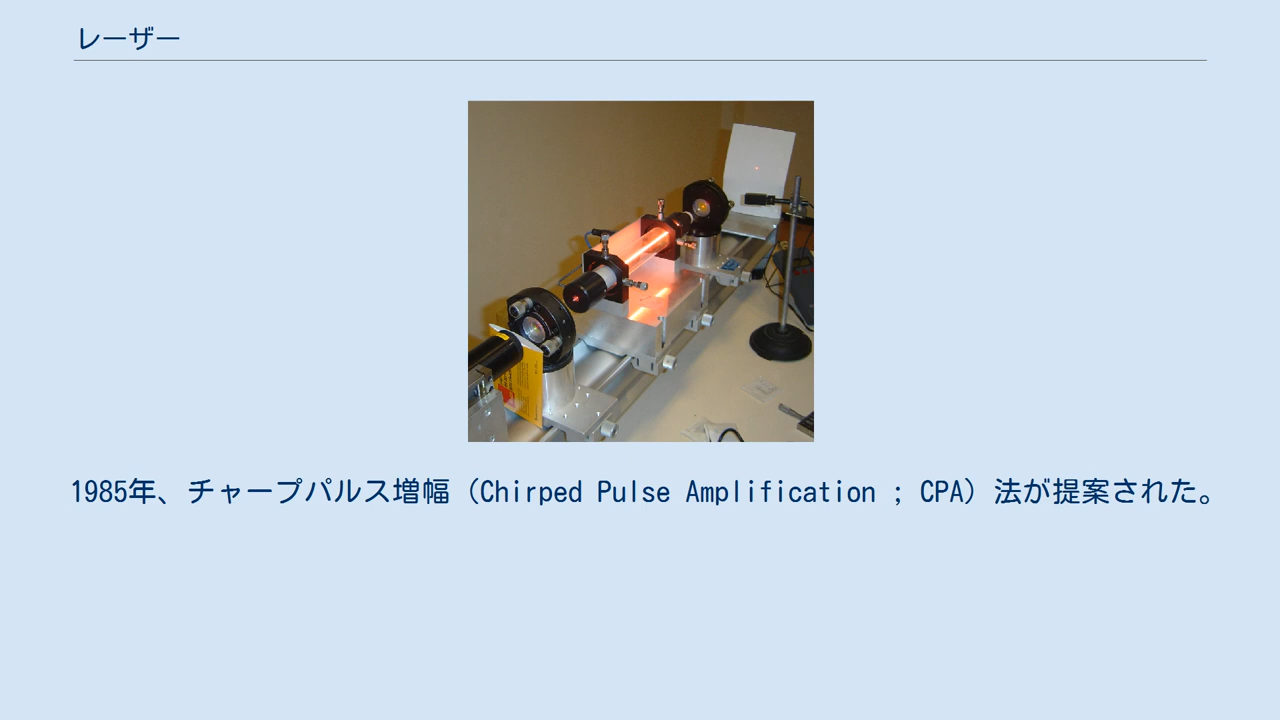 レーザー
1985年、チャープパルス増幅（Chirped Pulse Amplification ; CPA）法が提案された。